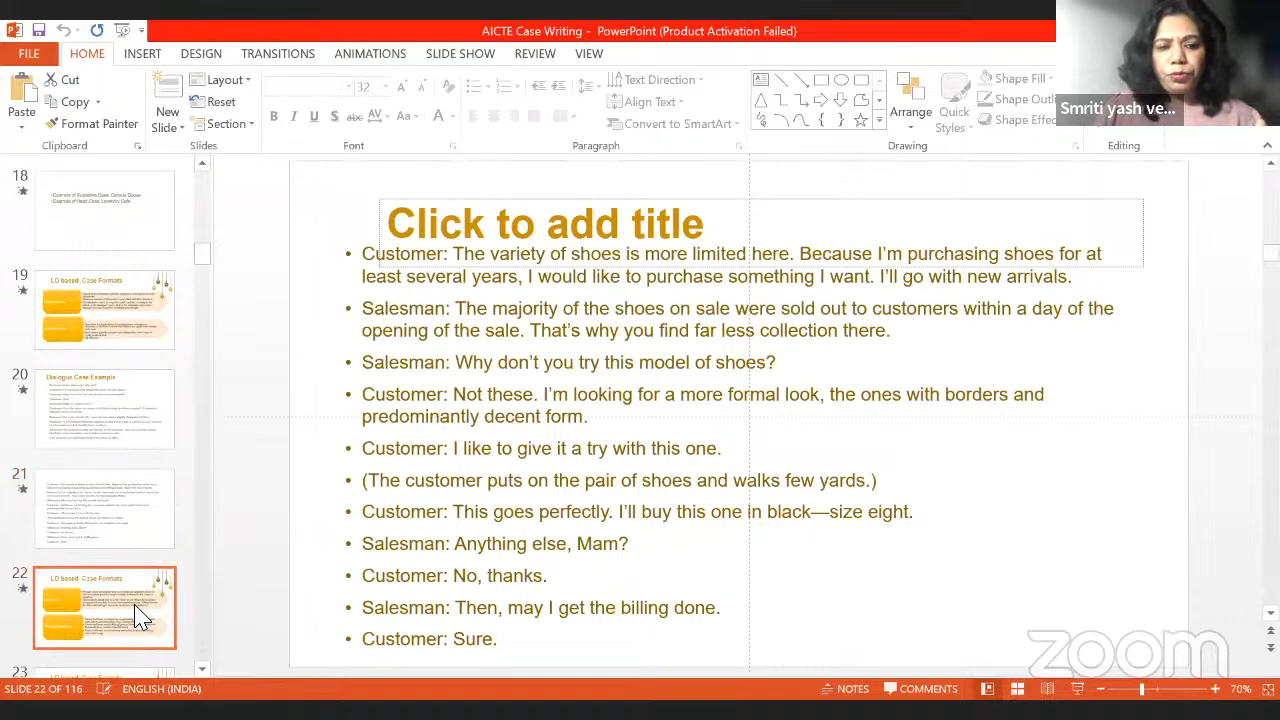 AICTE Case Writing - PowerPoint (Product Activation Failed)
FILE HOME INSERT DESIGN TRANSITIONS ANIMATIONS SLIDE SHOW REVIEW VIEW
Paste
Cut
Copy
Format Painter
Clipboard
New
Slide
Layout
Reset
Section
Slides
32
B I U S abc AV Aa A
Font
Text Direction
Align Text
Convert to SmartArt
Paragraph
Arrange
Quick
Styles
Shape Fill
Shape Outl
Shape Effec
Drawing
Editing
Smriti yash ve...
18
19
LO based Case Formats
20
Dialogue Case Example
21
22
LO based Case Formats
23
Click to add title
• Customer: The variety of shoes is more limited here. Because I'm purchasing shoes for at
least several years, I would like to purchase something I want. I'll go with new arrivals.
• Salesman: The majority of the shoes on sale were sold out to customers within a day of the
opening of the sale. That's why you find far less collection there.
• Salesman: Why don't you try this model of shoes?
• Customer: No these. I'm looking for a more formal look, the ones with borders and
predominantly decent form.
• Customer: I like to give it a try with this one.
• (The customer puts on the pair of shoes and walks few yards.)
• Customer: This goes perfectly. I'll buy this one in black—size eight.
• Salesman: Anything else, Mam?
• Customer: No, thanks.
• Salesman: Then, may I get the billing done.
• Customer: Sure.
zoom
SLIDE 22 OF 116 ENGLISH (INDIA) NOTES COMMENTS 70%